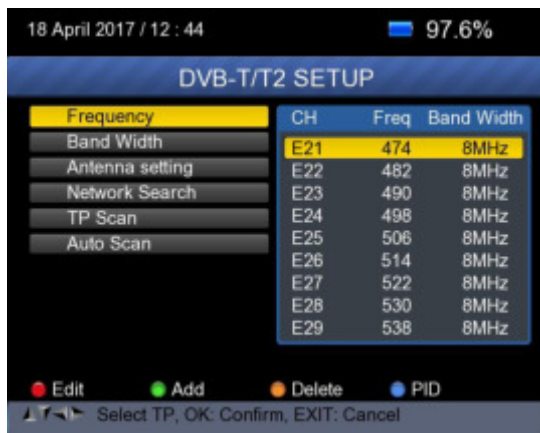 18 April 2017 / 12 : 44 97.6%
DVB-T/T2 SETUP
Frequency
Band Width
Antenna setting
Network Search
TP Scan
Auto Scan
CH Freq Band Width
E21 474 8MHz
E22 482 8MHz
E23 490 8MHz
E24 498 8MHz
E25 506 8MHz
E26 514 8MHz
E27 522 8MHz
E28 530 8MHz
E29 538 8MHz
Edit Add Delete PID
Select TP, OK: Confirm, EXIT: Cancel